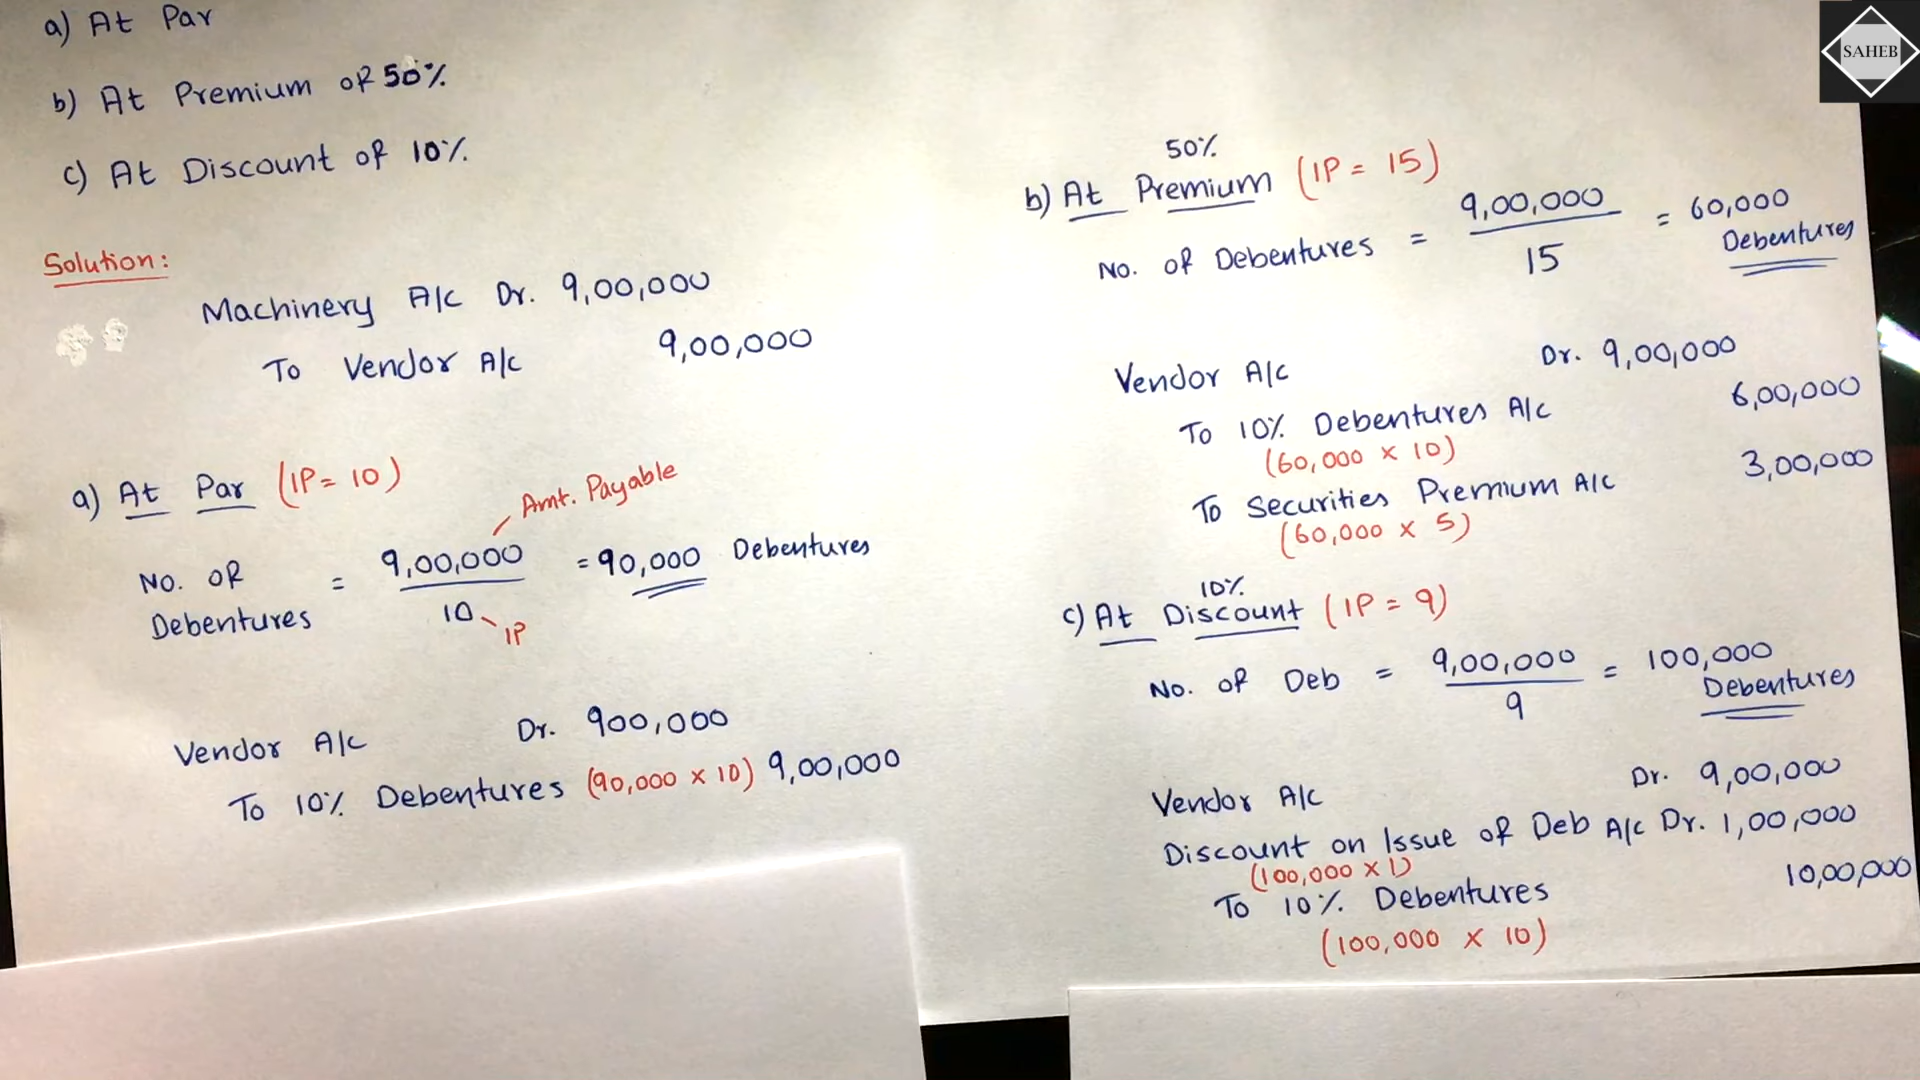 a) At Par
b) At Premium of 50%
c) At Discount of 10%
Solution:
Machinery A/c Dr. 9,00,000
To Vendor A/c 9,00,000
a) At Par (IP = 10)
Amt. Payable
No. of Debentures = 9,00,000 = 90,000 Debentures
10 IP
Vendor A/c Dr. 900,000
To 10% Debentures (90,000 x 10) 9,00,000
SAHEB
50%
b) At Premium (IP = 15)
No. of Debentures = 9,00,000 = 60,000 Debentures
15
Vendor A/c Dr. 9,00,000
To 10% Debentures A/c 6,00,000
(60,000 x 10)
To Securities Premium A/c 3,00,000
(60,000 x 5)
10%
c) At Discount (IP = 9)
No. of Deb = 9,00,000 = 100,000 Debentures
9
Vendor A/c Dr. 9,00,000
Discount on Issue of Deb A/c Dr. 1,00,000
(100,000 x 1)
To 10% Debentures 10,00,000
(100,000 x 10)